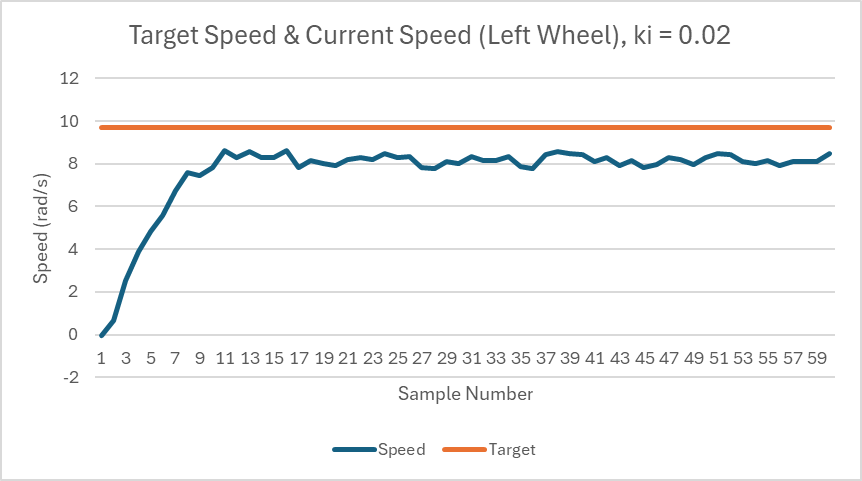 Target Speed & Current Speed (Left Wheel), ki = 0.02
12
10
8
6
4
2
0
-2
Speed (rad/s)
1 3 5 7 9 11 13 15 17 19 21 23 25 27 29 31 33 35 37 39 41 43 45 47 49 51 53 55 57 59
Sample Number
Speed Target